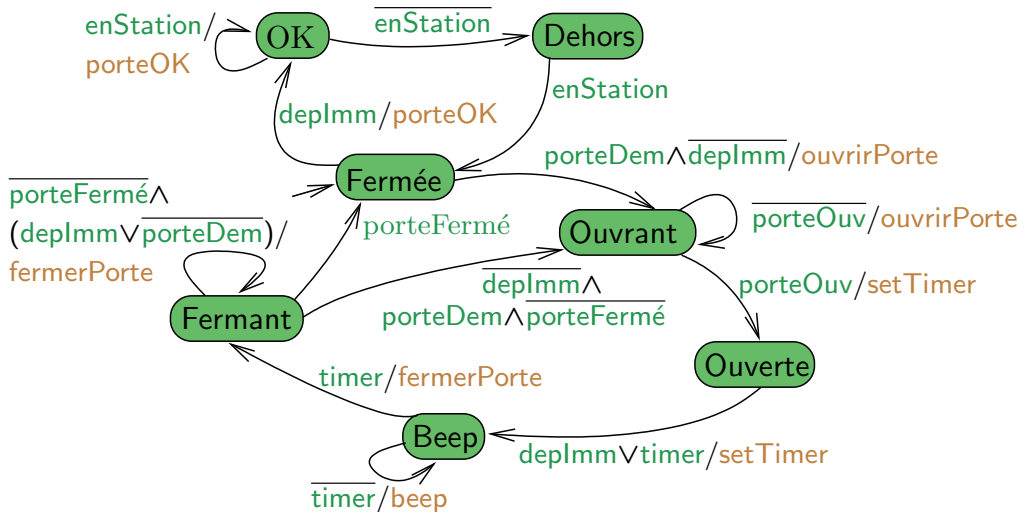 enStation/
porteOK
OK
enStation
Dehors
enStation
depImm/porteOK
porteDem∧depImm/ouvrirPorte
porteFermé∧
(depImm∨porteDem)/
fermerPorte
Fermée
porteFermé
Ouvrant
porteOuv/ouvrirPorte
depImm∧
porteDem∧porteFermé
porteOuv/setTimer
Fermant
Ouverte
timer/fermerPorte
Beep
depImm∨timer/setTimer
timer/beep